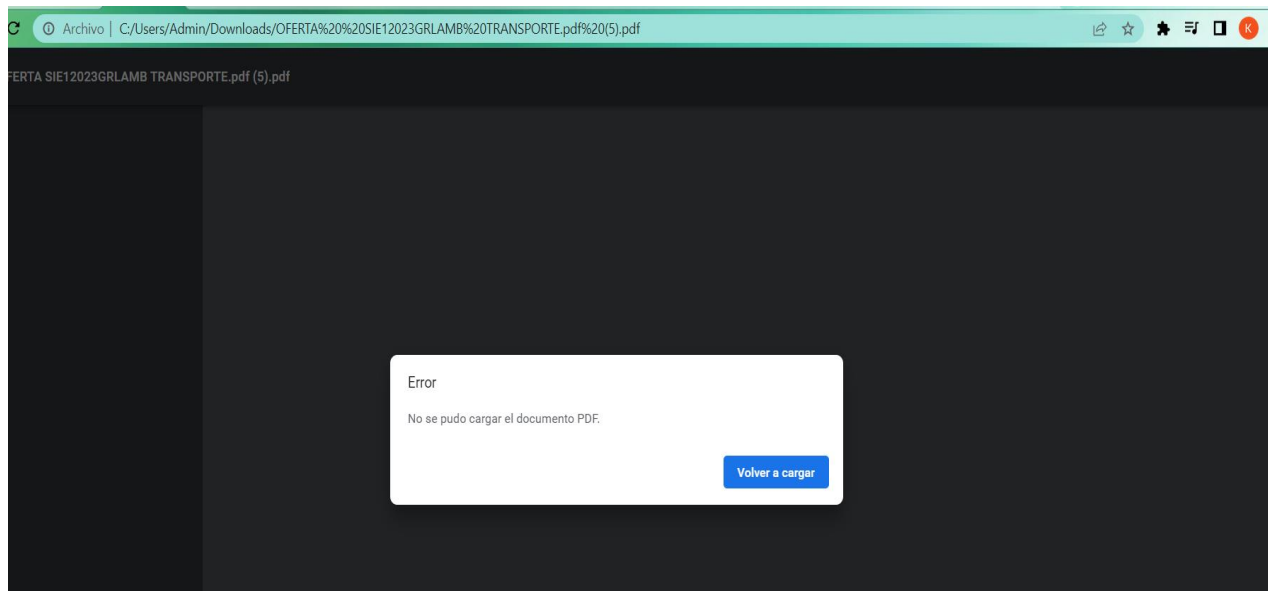 Archivo | C:/Users/Admin/Downloads/OFERTA%20%20SIE12023GRLAMB%20TRANSPORTE.pdf%20(5).pdf
K
FERTA SIE12023GRLAMB TRANSPORTE.pdf (5).pdf
Error
No se pudo cargar el documento PDF.
Volver a cargar